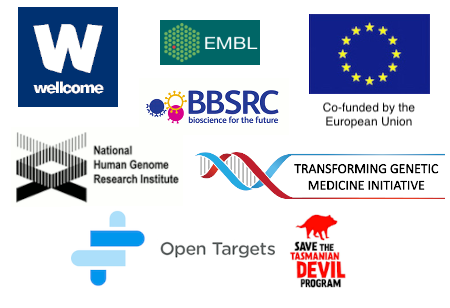 W
wellcome
EMBL
Co-funded by the
European Union
BBSRC
bioscience for the future
National
Human Genome
Research Institute
TRANSFORMING GENETIC
MEDICINE INITIATIVE
Open Targets
SAVE THE
TASMANIAN
DEVIL
PROGRAM